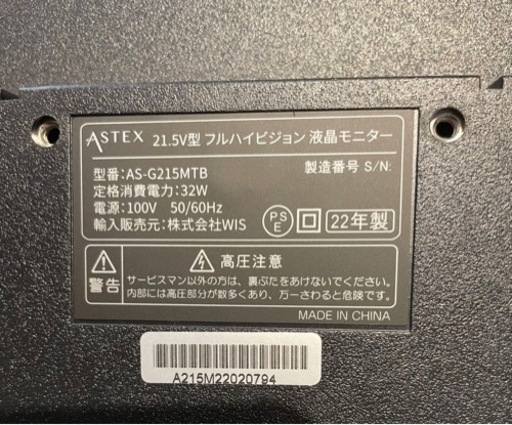 ASTEX 21.5V型 フルハイビジョン 液晶モニター
型番: AS-G215MTB
製造番号 S/N:
定格消費電力: 32W
電源: 100V 50/60Hz
輸入販売元: 株式会社WIS
PSE
22年製
警告
高圧注意
サービスマン以外の方は、裏ぶたをあけないでください。
内部には高圧部分が数多くあり、万一さわると危険です。
MADE IN CHINA
A215M22020794